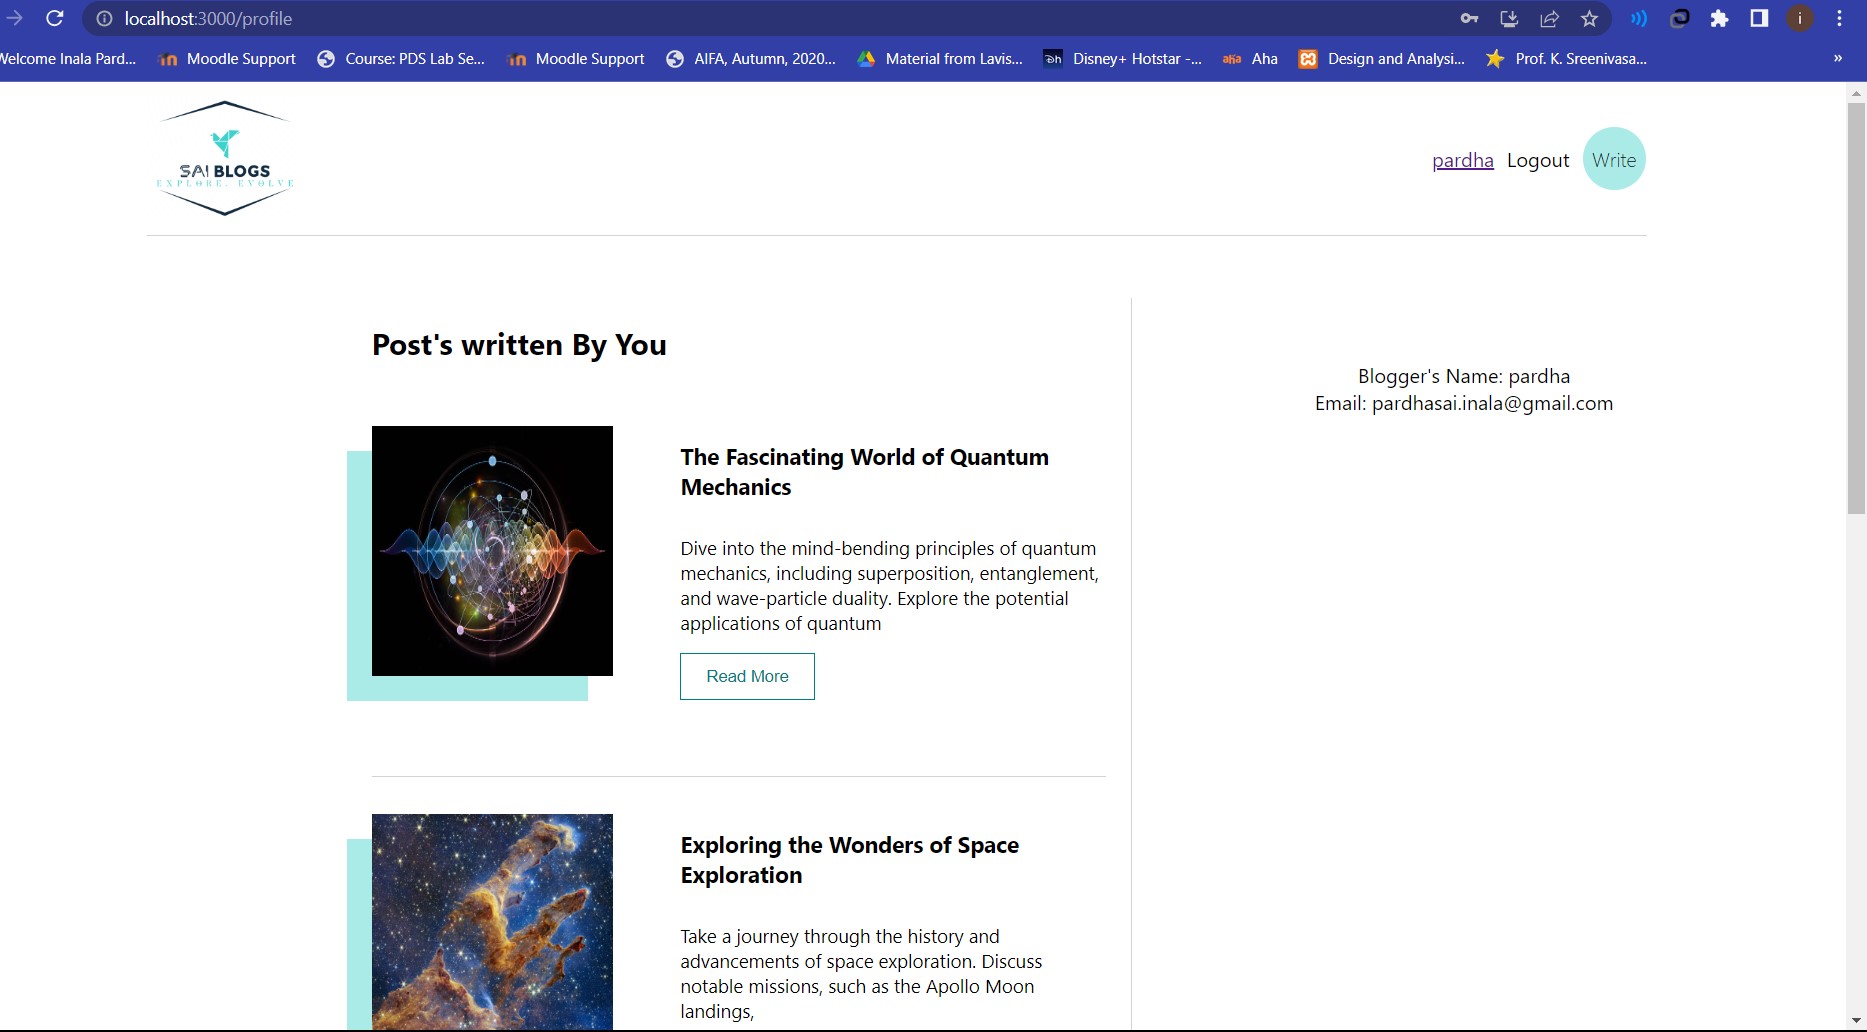 localhost:3000/profile
i
Welcome Inala Pard...
Moodle Support
Course: PDS Lab Se...
Moodle Support
AIFA, Autumn, 2020...
Material from Lavis...
Disney+ Hotstar -...
aha Aha
Design and Analysi...
Prof. K. Sreenivasa...
»
SAI BLOGS
EXPLORE. EVOLVE
pardha Logout Write
Post's written By You
Blogger's Name: pardha
Email: pardhasai.inala@gmail.com
The Fascinating World of Quantum
Mechanics
Dive into the mind-bending principles of quantum
mechanics, including superposition, entanglement,
and wave-particle duality. Explore the potential
applications of quantum
Read More
Exploring the Wonders of Space
Exploration
Take a journey through the history and
advancements of space exploration. Discuss
notable missions, such as the Apollo Moon
landings,